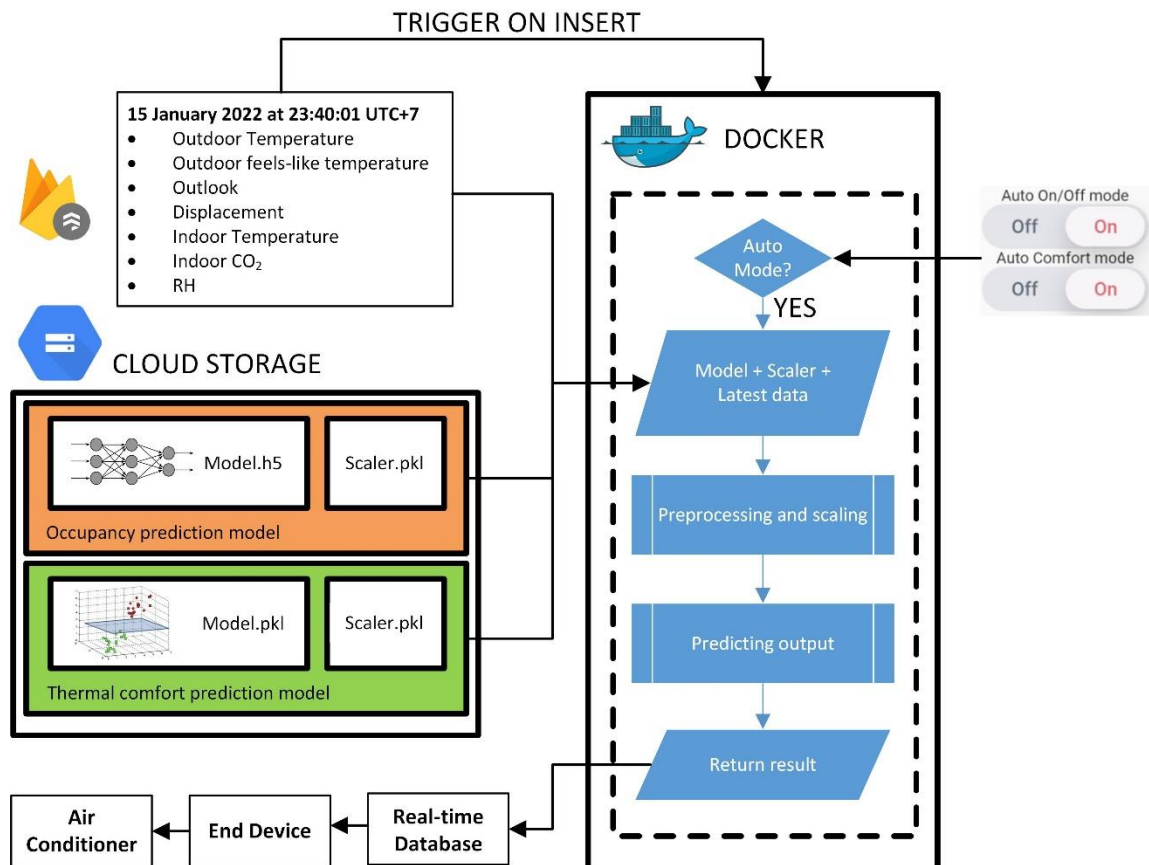 TRIGGER ON INSERT
15 January 2022 at 23:40:01 UTC+7
• Outdoor Temperature
• Outdoor feels-like temperature
• Outlook
• Displacement
• Indoor Temperature
• Indoor CO₂
• RH
CLOUD STORAGE
Model.h5
Scaler.pkl
Occupancy prediction model
Model.pkl
Scaler.pkl
Thermal comfort prediction model
DOCKER
Auto
Mode?
YES
Model + Scaler +
Latest data
Preprocessing and scaling
Predicting output
Return result
Auto On/Off mode
Off On
Auto Comfort mode
Off On
Real-time
Database
End Device
Air
Conditioner